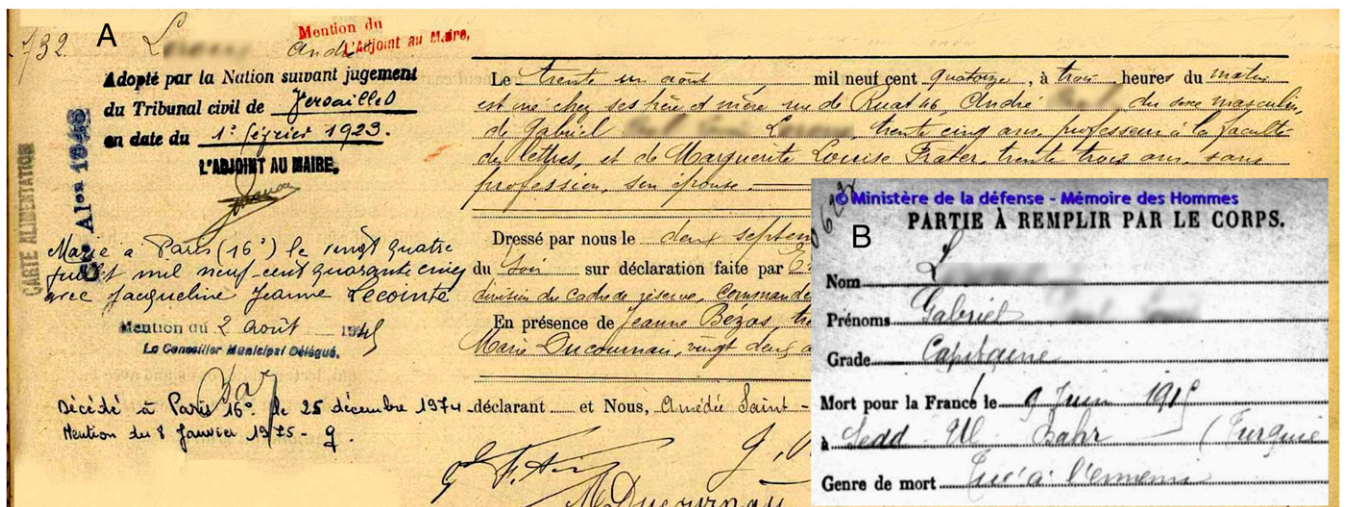 A
732
Mention du
L'Adjoint au Maire,
Adopté par la Nation suivant jugement
du Tribunal civil de Versailles
en date du 1º février 1923.
L'ADJOINT AU MAIRE,
CARTE ALIMENTATION
Marié à Paris (16º) le vingt quatre
juillet mil neuf cent quarante cinq
avec Jacqueline Jeanne Lecointe
Mention du 2 août 1945
Le Conseiller Municipal Délégué,
Décédé à Paris 16º. le 25 décembre 1974
Mention du 8 janvier 1975
Le trente un août mil neuf cent quatorze, à trois heures du matin
est né chez ses père et mère rue de 46, André du sexe masculin,
de Gabriel trente cinq ans, professeur à la faculté
de lettres, et de Marguerite Louise Frater, trente trois ans, sans
profession, son épouse.
Dressé par nous le deux septem
du soir sur déclaration faite par
division du cadre de réserve, commande
En présence de Jeanne Bézos,
Marie Ducournau, vingt deux a
déclarant et Nous, Amédée Saint-
M Ducournau
© Ministère de la défense - Mémoire des Hommes
B
PARTIE À REMPLIR PAR LE CORPS.
Nom L
Prénoms Gabriel
Grade Capitaine
Mort pour la France le 9 Juin 1915
à Sedd Ul Bahr (Turquie
Genre de mort Tué à l'ennemi